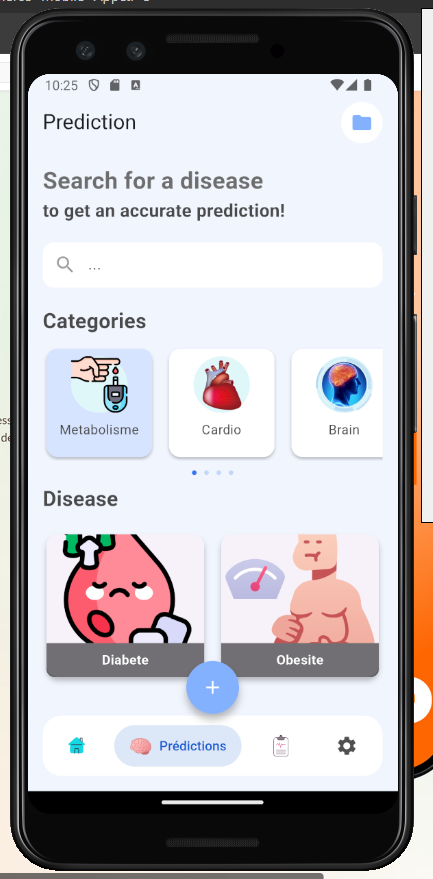 10:25
Prediction
Search for a disease
to get an accurate prediction!
...
Categories
Metabolisme
Cardio
Brain
Disease
Diabete
Obesite
+
Prédictions